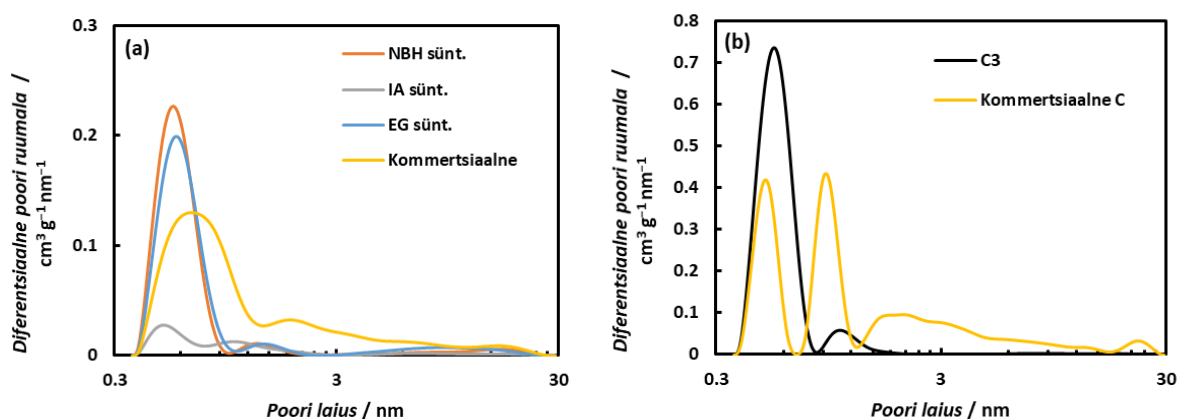 (a)
NBH sünt.
IA sünt.
EG sünt.
Kommertsiaalne
0.3
0.2
0.1
0
0.3
3
30
Poori laius / nm
Diferentsiaalne poori ruumala /
cm³ g⁻¹ nm⁻¹
(b)
C3
Kommertsiaalne C
0.8
0.7
0.6
0.5
0.4
0.3
0.2
0.1
0
0.3
3
30
Poori laius / nm
Diferentsiaalne poori ruumala /
cm³ g⁻¹ nm⁻¹